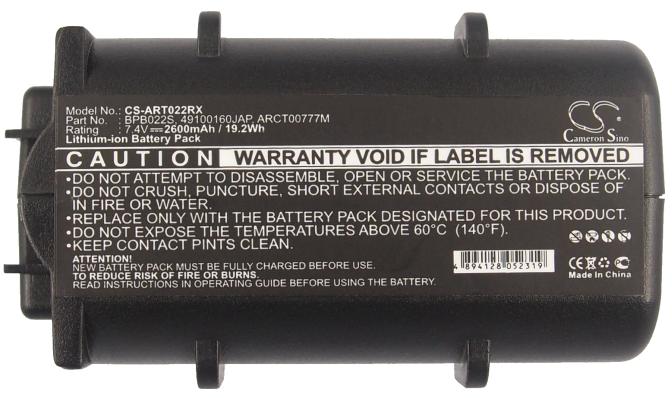 Model No.: CS-ART022RX
Part No. : BPB022S, 49100160JAP, ARCT00777M
Rating : 7.4V 2600mAh / 19.2Wh
Lithium-ion Battery Pack
CS
Cameron Sino
CAUTION WARRANTY VOID IF LABEL IS REMOVED
•DO NOT ATTEMPT TO DISASSEMBLE, OPEN OR SERVICE THE BATTERY PACK.
•DO NOT CRUSH, PUNCTURE, SHORT EXTERNAL CONTACTS OR DISPOSE OF
IN FIRE OR WATER.
•REPLACE ONLY WITH THE BATTERY PACK DESIGNATED FOR THIS PRODUCT.
•DO NOT EXPOSE THE TEMPERATURES ABOVE 60°C (140°F).
•KEEP CONTACT PINTS CLEAN.
ATTENTION!
NEW BATTERY PACK MUST BE FULLY CHARGED BEFORE USE.
TO REDUCE RISK OF FIRE OR BURNS.
READ INSTRUCTIONS IN DETAIL GUIDE BEFORE USING THE BATTERY.
4 894128 052319
CE
Made In China